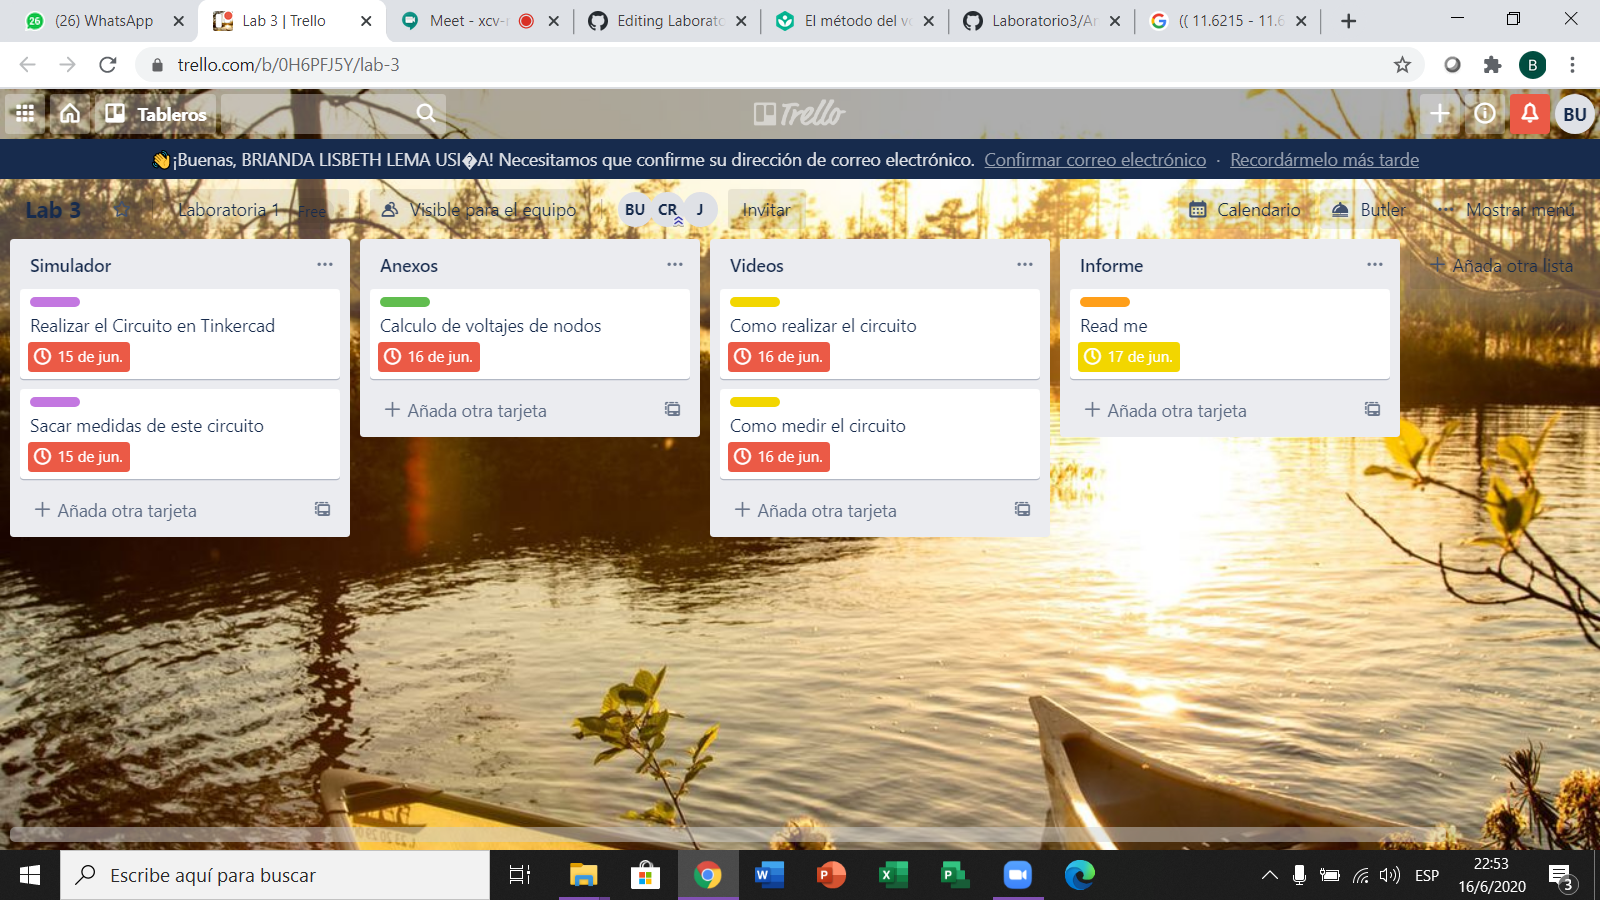 (26) WhatsApp
Lab 3 | Trello
Meet - xcv-r
Editing Laborato
El método del v
Laboratorio3/An
(( 11.6215 - 11.6
trello.com/b/0H6PFJ5Y/lab-3
B
Tableros
Trello
BU
¡Buenas, BRIANDA LISBETH LEMA USI�A! Necesitamos que confirme su dirección de correo electrónico. Confirmar correo electrónico · Recordármelo más tarde
Lab 3
Laboratoria 1 Free
Visible para el equipo
BU CR J
Invitar
Calendario
Butler
... Mostrar menú
Simulador
Realizar el Circuito en Tinkercad
15 de jun.
Sacar medidas de este circuito
15 de jun.
+ Añada otra tarjeta
Anexos
Calculo de voltajes de nodos
16 de jun.
+ Añada otra tarjeta
Videos
Como realizar el circuito
16 de jun.
Como medir el circuito
16 de jun.
+ Añada otra tarjeta
Informe
Read me
17 de jun.
+ Añada otra tarjeta
+ Añada otra lista
Escribe aquí para buscar
ESP
22:53
16/6/2020
3